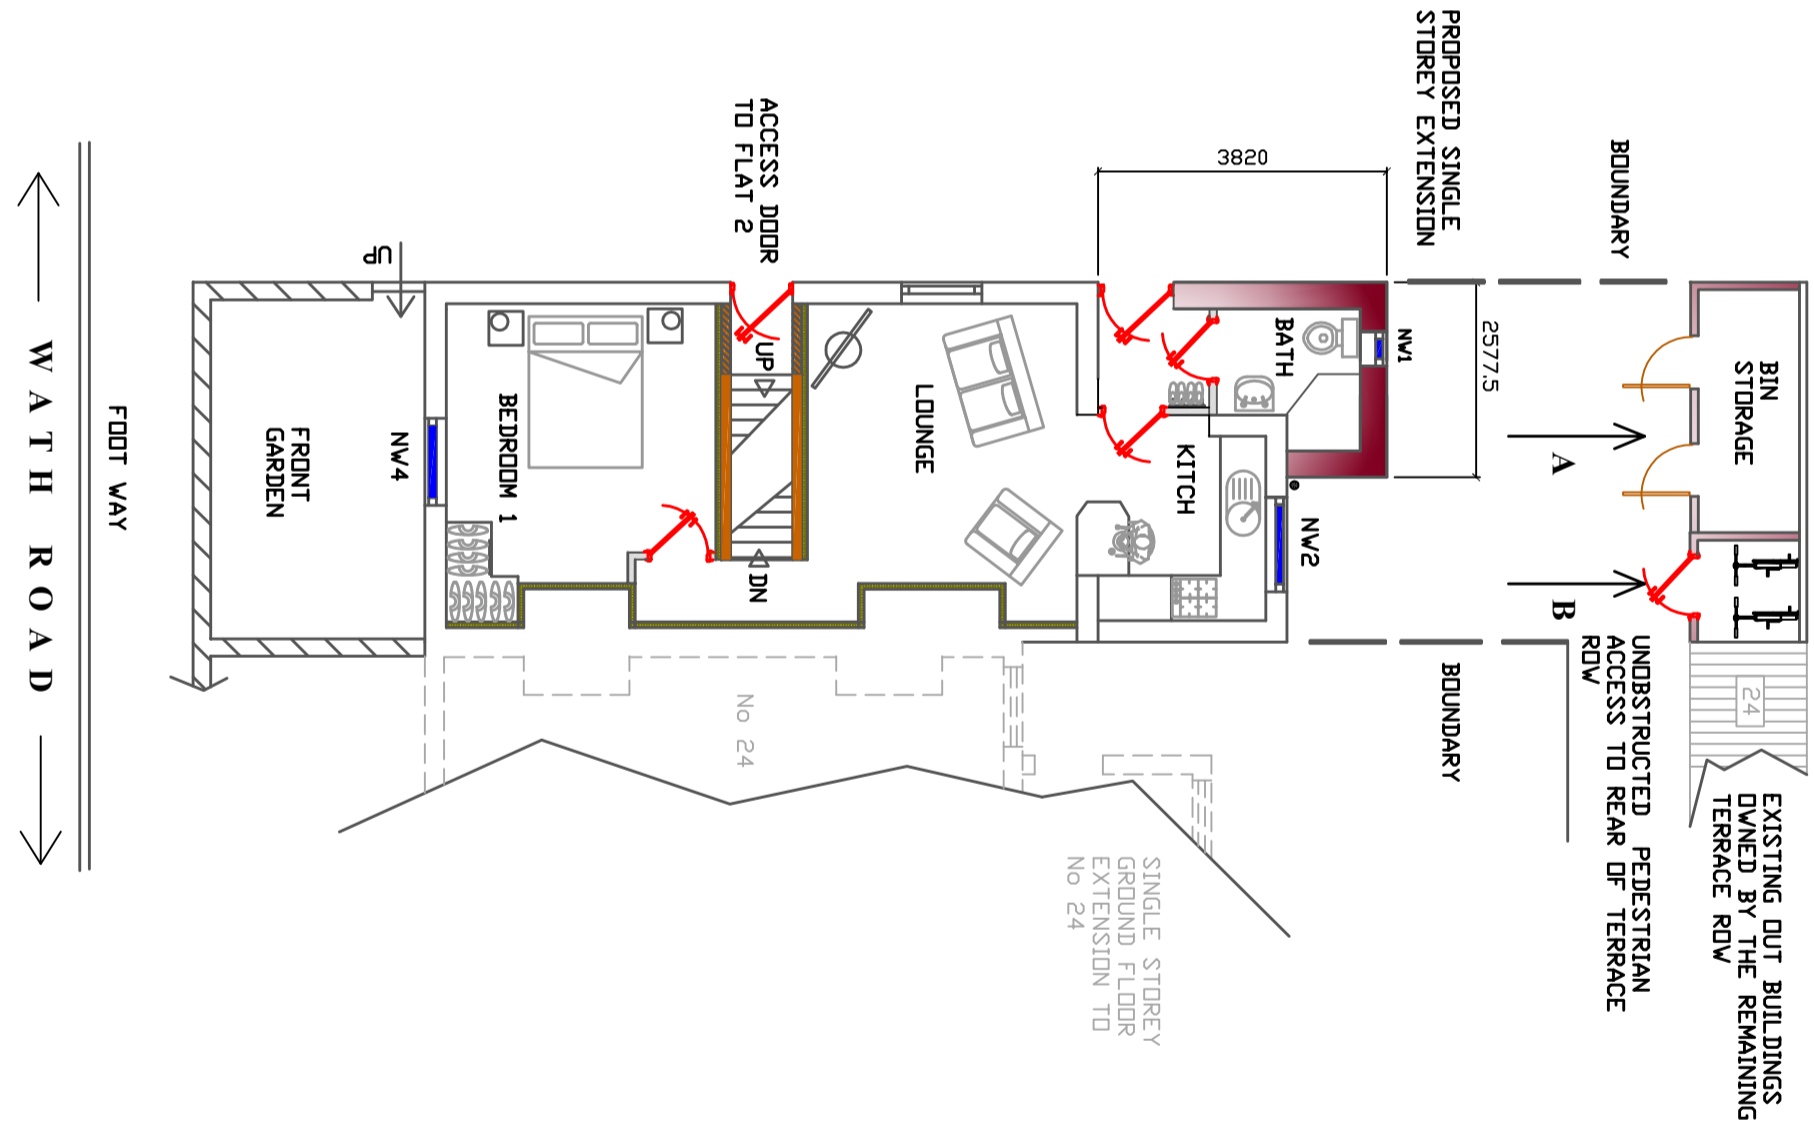 PROPOSED SINGLE
STOREY EXTENSION
BOUNDARY
3820
2577.5
ACCESS DOOR
TO FLAT 2
UP
BATH
NW1
BIN
STORAGE
A
UP
LOUNGE
KITCH
NW2
BEDROOM 1
NW4
FRONT
GARDEN
FOOT WAY
WATH ROAD
DN
B
BOUNDARY
UNOBSTRUCTED PEDESTRIAN
ACCESS TO REAR OF TERRACE
ROW
24
No 24
EXISTING OUT BUILDINGS
OWNED BY THE REMAINING
TERRACE ROW
SINGLE STOREY
GROUND FLOOR
EXTENSION TO
No 24